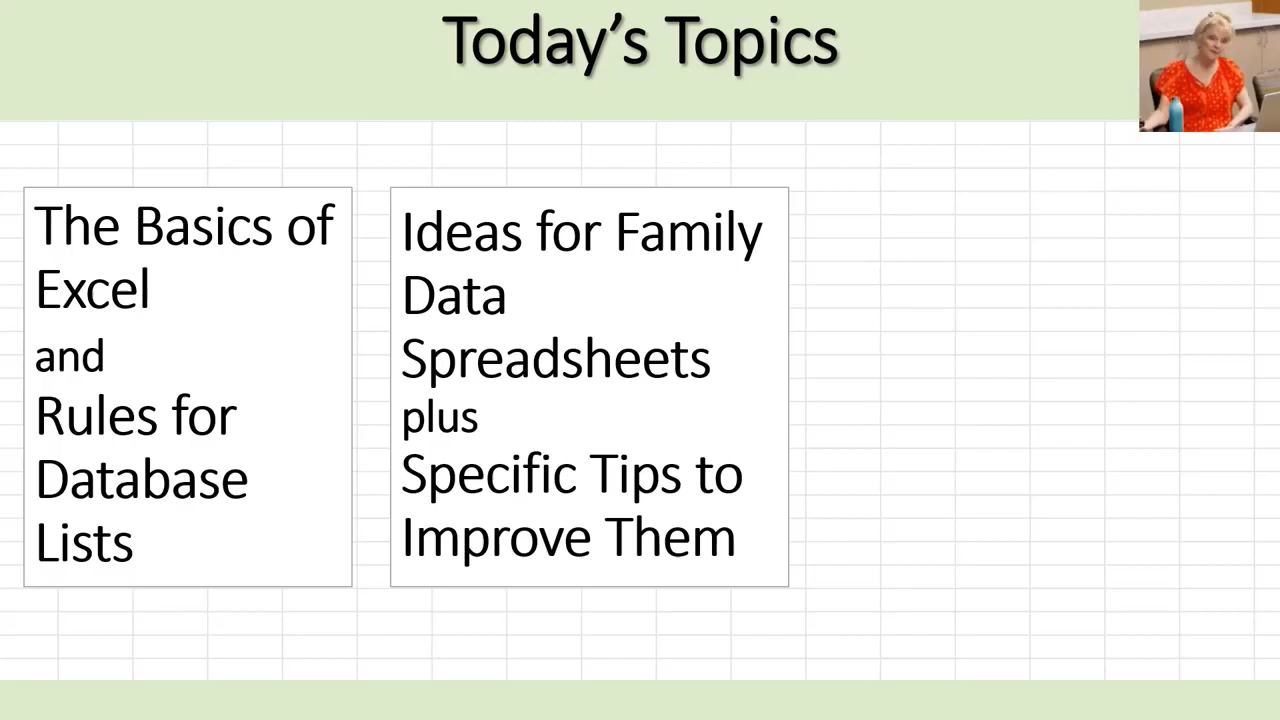 Today’s Topics
The Basics of
Excel
and
Rules for
Database
Lists
Ideas for Family
Data
Spreadsheets
plus
Specific Tips to
Improve Them